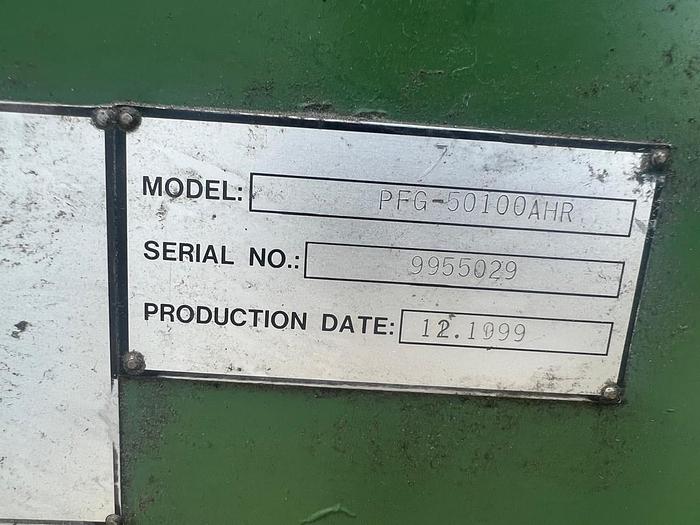 MODEL: PFG-50100AHR
SERIAL NO.: 9955029
PRODUCTION DATE: 12.1999